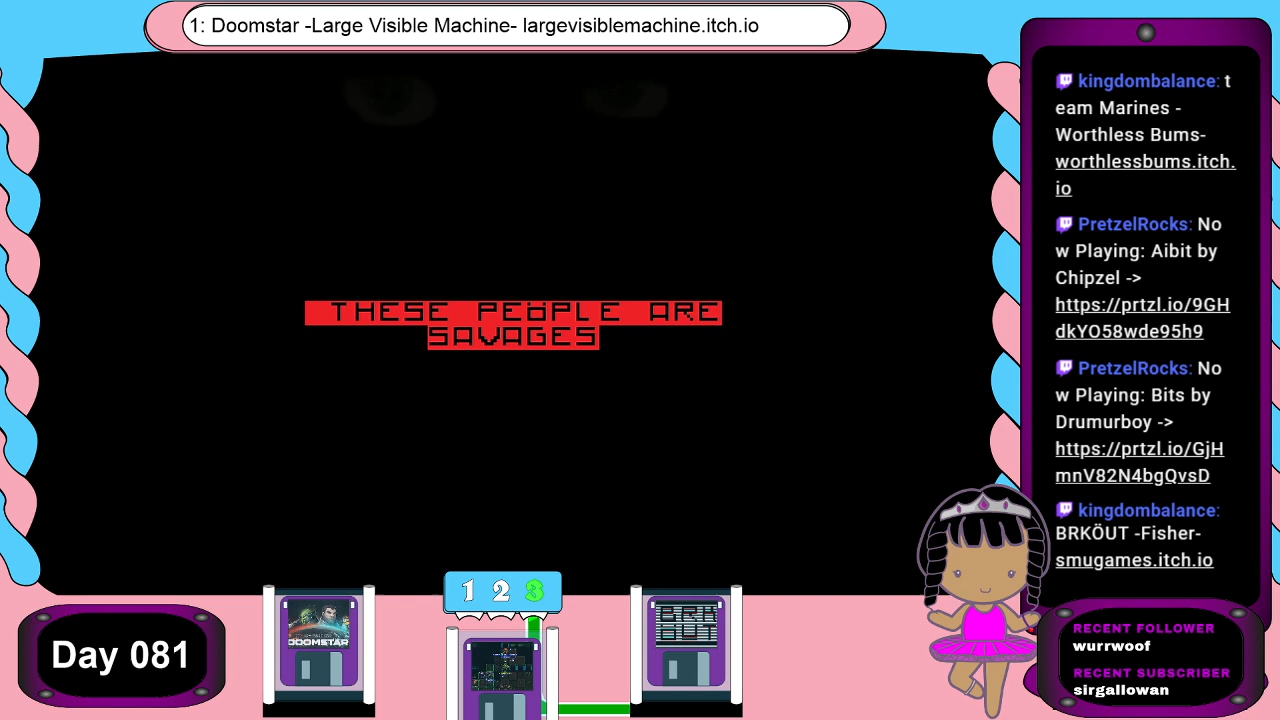 1: Doomstar -Large Visible Machine- largevisiblemachine.itch.io
THESE PEÖPLE ARE
SAVAGES
kingdombalance: t
eam Marines -
Worthless Bums-
worthlessbums.itch.
io
PretzelRocks: No
w Playing: Aibit by
Chipzel ->
https://prtzl.io/9GH
dkYO58wde95h9
PretzelRocks: No
w Playing: Bits by
Drumurboy ->
https://prtzl.io/GjH
mnV82N4bgQvsD
kingdombalance:
BRKÖUT -Fisher-
smugames.itch.io
1 2 3
DOOMSTAR
Day 081
RECENT FOLLOWER
wurrwoof
RECENT SUBSCRIBER
sirgallowan